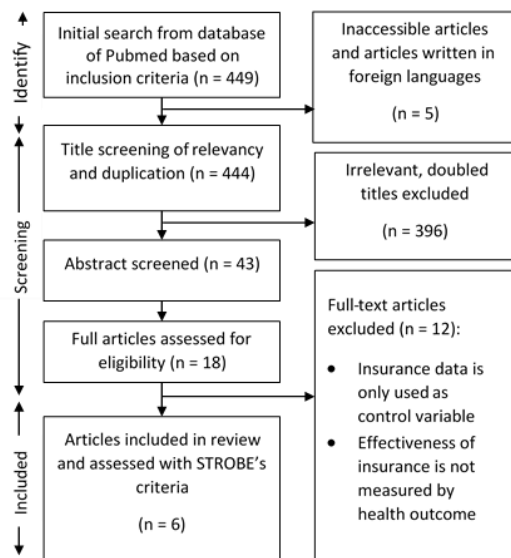 Identify
Initial search from database
of Pubmed based on
inclusion criteria (n = 449)
Inaccessible articles
and articles written in
foreign languages
(n = 5)
Screening
Title screening of relevancy
and duplication (n = 444)
Irrelevant, doubled
titles excluded
(n = 396)
Abstract screened (n = 43)
Full articles assessed for
eligibility (n = 18)
Full-text articles
excluded (n = 12):
• Insurance data is
only used as
control variable
• Effectiveness of
insurance is not
measured by
health outcome
Included
Articles included in review
and assessed with STROBE's
criteria
(n = 6)